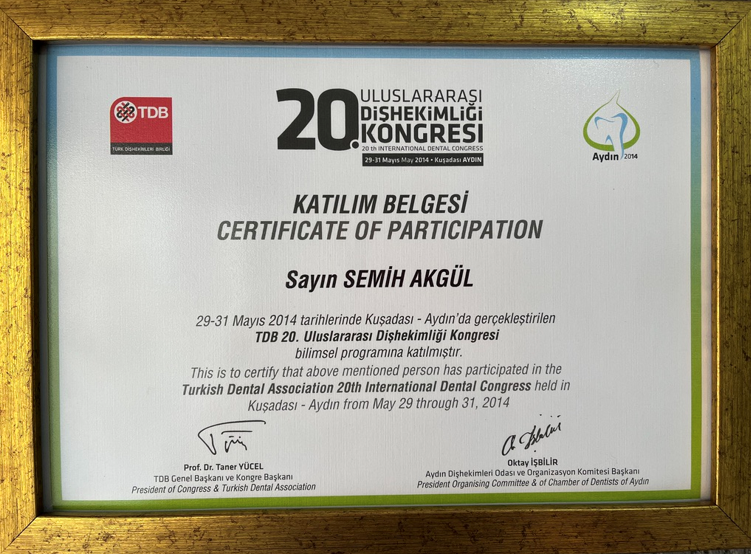 TDB
TÜRK DİŞHEKİMLERİ BİRLİĞİ
20. ULUSLARARASI
DİŞHEKİMLİĞİ
KONGRESİ
20 th INTERNATIONAL DENTAL CONGRESS
29-31 Mayıs May 2014 • Kuşadası AYDIN
Aydın 2014
KATILIM BELGESİ
CERTIFICATE OF PARTICIPATION
Sayın SEMİH AKGÜL
29-31 Mayıs 2014 tarihlerinde Kuşadası - Aydın'da gerçekleştirilen
TDB 20. Uluslararası Dişhekimliği Kongresi
bilimsel programına katılmıştır.
This is to certify that above mentioned person has participated in the
Turkish Dental Association 20th International Dental Congress held in
Kuşadası - Aydın from May 29 through 31, 2014
Prof. Dr. Taner YÜCEL
TDB Genel Başkanı ve Kongre Başkanı
President of Congress & Turkish Dental Association
Oktay İŞBİLİR
Aydın Dişhekimleri Odası ve Organizasyon Komitesi Başkanı
President Organising Committee & of Chamber of Dentists of Aydın